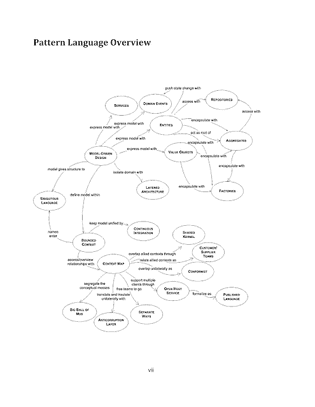 Pattern Language Overview
push state change with
SERVICES
DOMAIN EVENTS
access with
REPOSITORIES
express model with
access with
express model with
ENTITIES
encapsulate with
express model with
act as root of
AGGREGATES
encapsulate with
MODEL-DRIVEN
DESIGN
express model with
VALUE OBJECTS
encapsulate with
encapsulate with
model gives structure to
isolate domain with
LAYERED
ARCHITECTURE
encapsulate with
FACTORIES
UBIQUITOUS
LANGUAGE
define model within
keep model unified by
CONTINUOUS
INTEGRATION
names
enter
BOUNDED
CONTEXT
SHARED
KERNEL
overlap allied contexts through
CUSTOMER/
SUPPLIER
TEAMS
assess/overview
relationships with
CONTEXT MAP
relate allied contexts as
overlap unilaterally as
CONFORMIST
segregate the
conceptual messes
support multiple
clients through
free teams to go
OPEN HOST
SERVICE
formalize as
PUBLISHED
LANGUAGE
translate and insulate
unilaterally with
BIG BALL OF
MUD
SEPARATE
WAYS
ANTICORRUPTION
LAYER
vii